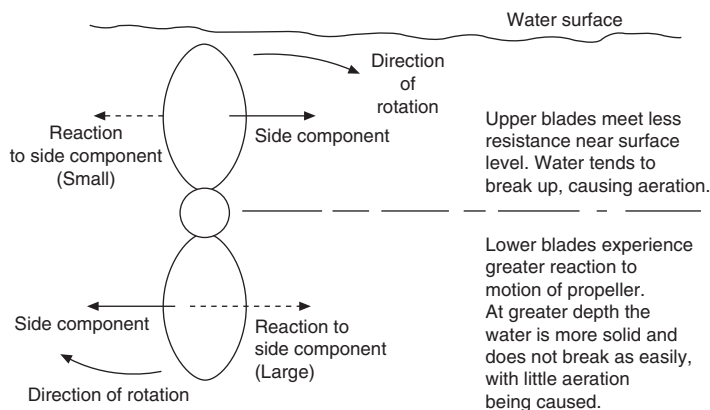 Water surface
Direction
of
rotation
Reaction
to side component
(Small)
Side component
Upper blades meet less
resistance near surface
level. Water tends to
break up, causing aeration.
Lower blades experience
greater reaction to
motion of propeller.
At greater depth the
water is more solid and
does not break as easily,
with little aeration
being caused.
Side component
Reaction to
side component
(Large)
Direction of rotation